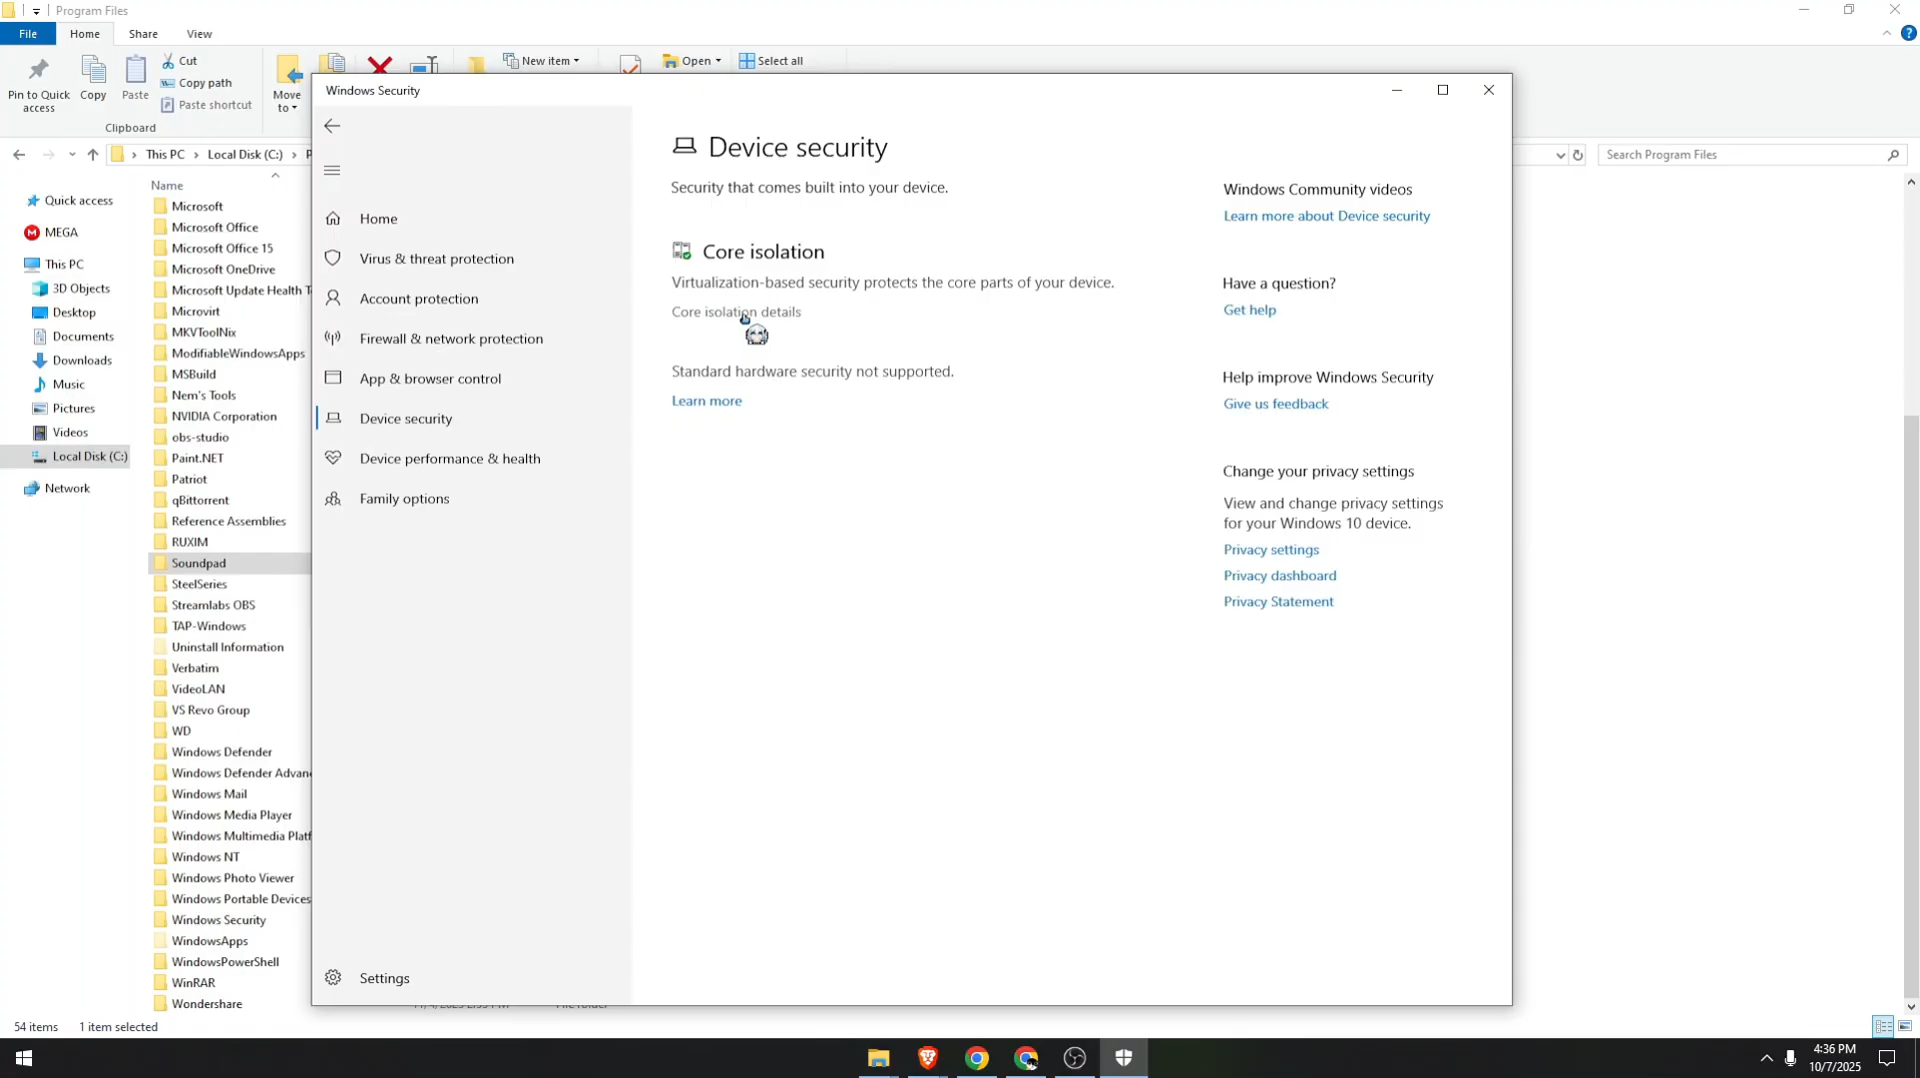 Program Files
File
Home
Share
View
Pin to Quick access
Copy
Paste
Cut
Copy path
Paste shortcut
Clipboard
Move to
New item
Open
Select all
This PC
Local Disk (C:)
Search Program Files
Quick access
MEGA
This PC
3D Objects
Desktop
Documents
Downloads
Music
Pictures
Videos
Local Disk (C:)
Network
Name
Microsoft
Microsoft Office
Microsoft Office 15
Microsoft OneDrive
Microsoft Update Health T
Microvirt
MKVToolNix
ModifiableWindowsApps
MSBuild
Nem's Tools
NVIDIA Corporation
obs-studio
Paint.NET
Patriot
qBittorrent
Reference Assemblies
RUXIM
Soundpad
SteelSeries
Streamlabs OBS
TAP-Windows
Uninstall Information
Verbatim
VideoLAN
VS Revo Group
WD
Windows Defender
Windows Defender Advan
Windows Mail
Windows Media Player
Windows Multimedia Platf
Windows NT
Windows Photo Viewer
Windows Portable Devices
Windows Security
WindowsApps
WindowsPowerShell
WinRAR
Wondershare
54 items
1 item selected
Windows Security
Home
Virus & threat protection
Account protection
Firewall & network protection
App & browser control
Device security
Device performance & health
Family options
Settings
Device security
Security that comes built into your device.
Core isolation
Virtualization-based security protects the core parts of your device.
Core isolation details
Standard hardware security not supported.
Learn more
Windows Community videos
Learn more about Device security
Have a question?
Get help
Help improve Windows Security
Give us feedback
Change your privacy settings
View and change privacy settings
for your Windows 10 device.
Privacy settings
Privacy dashboard
Privacy Statement
4:36 PM
10/7/2025